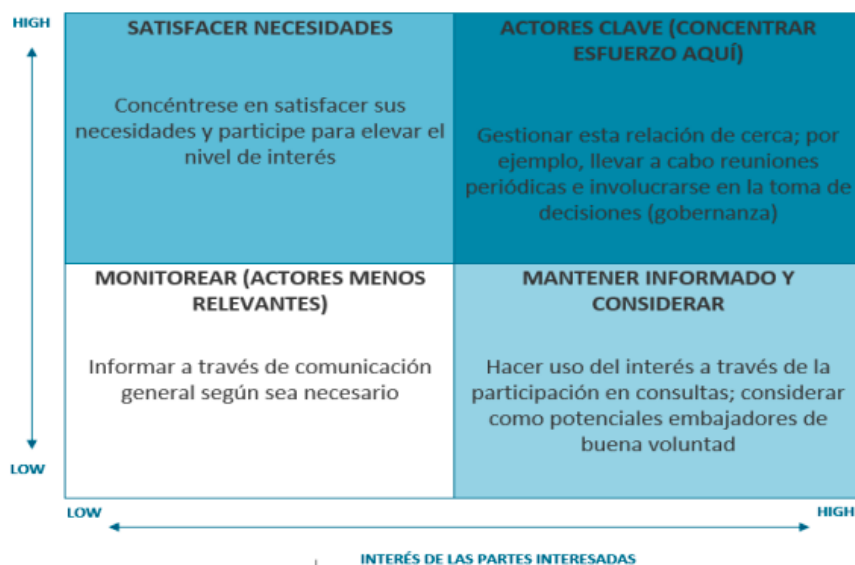 HIGH
SATISFACER NECESIDADES
Concéntrese en satisfacer sus
necesidades y participe para elevar el
nivel de interés
ACTORES CLAVE (CONCENTRAR
ESFUERZO AQUÍ)
Gestionar esta relación de cerca; por
ejemplo, llevar a cabo reuniones
periódicas e involucrarse en la toma de
decisiones (gobernanza)
MONITOREAR (ACTORES MENOS
RELEVANTES)
Informar a través de comunicación
general según sea necesario
MANTENER INFORMADO Y
CONSIDERAR
Hacer uso del interés a través de la
participación en consultas; considerar
como potenciales embajadores de
buena voluntad
LOW
LOW
HIGH
INTERÉS DE LAS PARTES INTERESADAS